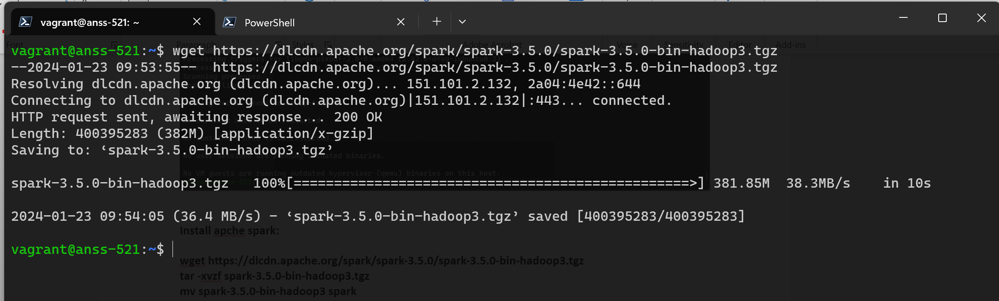 vagrant@anss-521: ~
PowerShell
Font
Paragraph
Styles
Adobe Acrobat
Voice
Sensitivity
Editor
Add-ins
vagrant@anss-521:~$ wget https://dlcdn.apache.org/spark/spark-3.5.0/spark-3.5.0-bin-hadoop3.tgz
--2024-01-23 09:53:55--  https://dlcdn.apache.org/spark/spark-3.5.0/spark-3.5.0-bin-hadoop3.tgz
Scanning processes...
Resolving dlcdn.apache.org (dlcdn.apache.org)... 151.101.2.132, 2a04:4e42::644
Connecting to dlcdn.apache.org (dlcdn.apache.org)|151.101.2.132|:443... connected.
HTTP request sent, awaiting response... 200 OK
Length: 400395283 (382M) [application/x-gzip]
Saving to: ‘spark-3.5.0-bin-hadoop3.tgz’
No user sessions are running outdated binaries.
No VM guests are running outdated hypervisor (qemu) binaries on this host.
spark-3.5.0-bin-hadoop3.tgz   100%[=================================================>] 381.85M  38.3MB/s    in 10s
2024-01-23 09:54:05 (36.4 MB/s) - ‘spark-3.5.0-bin-hadoop3.tgz’ saved [400395283/400395283]
Install apche spark:
vagrant@anss-521:~$
wget https://dlcdn.apache.org/spark/spark-3.5.0/spark-3.5.0-bin-hadoop3.tgz
tar -xvzf spark-3.5.0-bin-hadoop3.tgz
mv spark-3.5.0-bin-hadoop3 spark